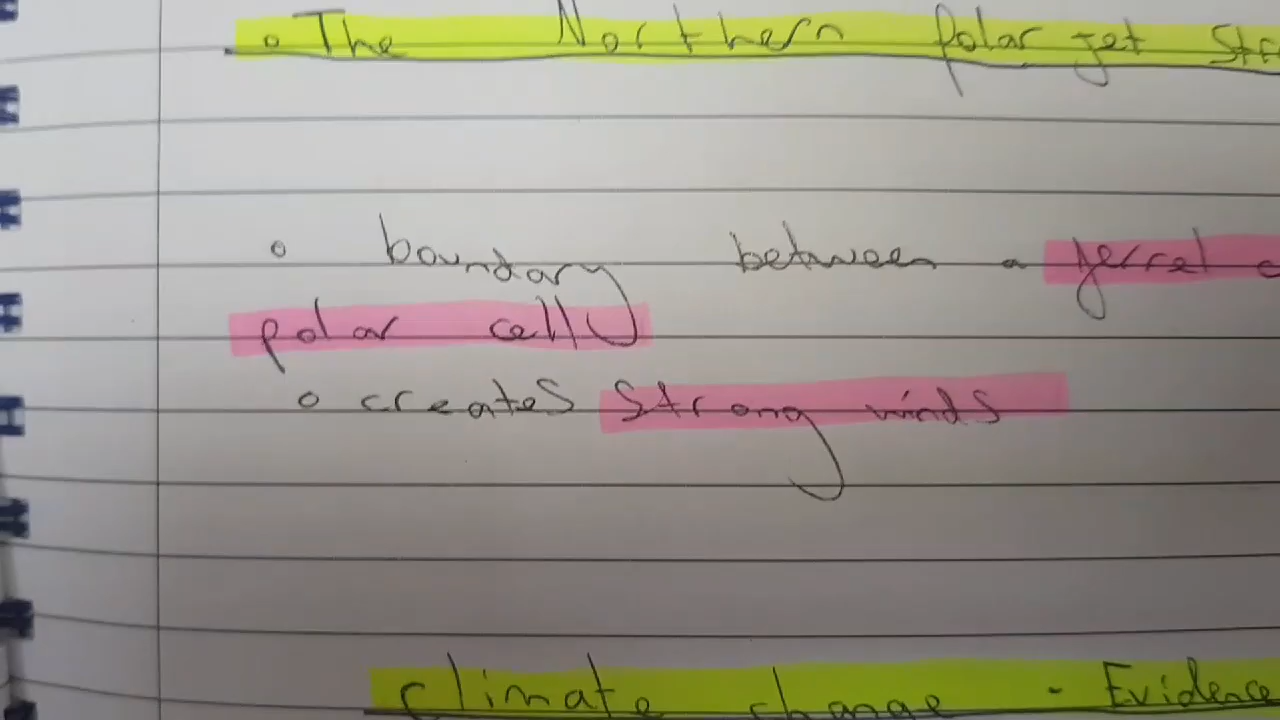 o The Northern Polar jet
o boundary between a ferrel
polar cell
o creates strong winds
climate change - Evidence